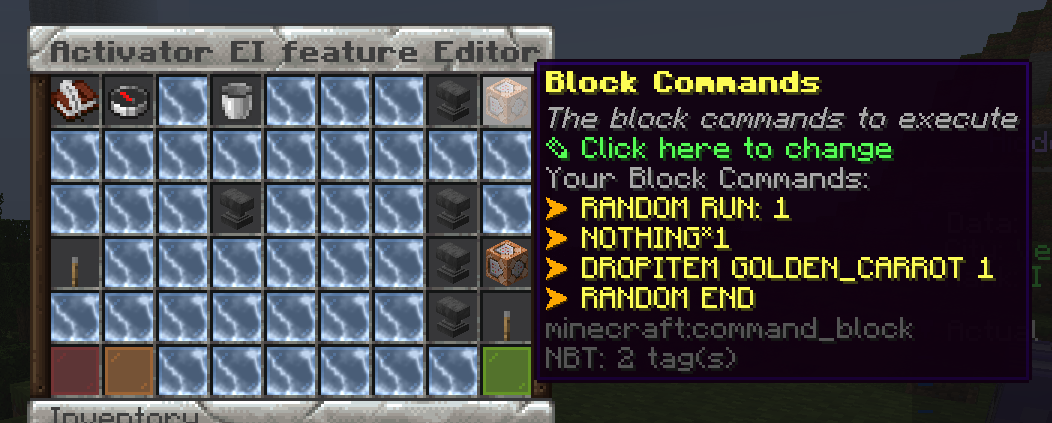 Activator EI feature Editor
Block Commands
The block commands to execute
✎ Click here to change
Your Block Commands:
➤ RANDOM RUN: 1
➤ NOTHING*1
➤ DROPITEM GOLDEN_CARROT 1
➤ RANDOM END
minecraft:command_block
NBT: 2 tag(s)
Inventory